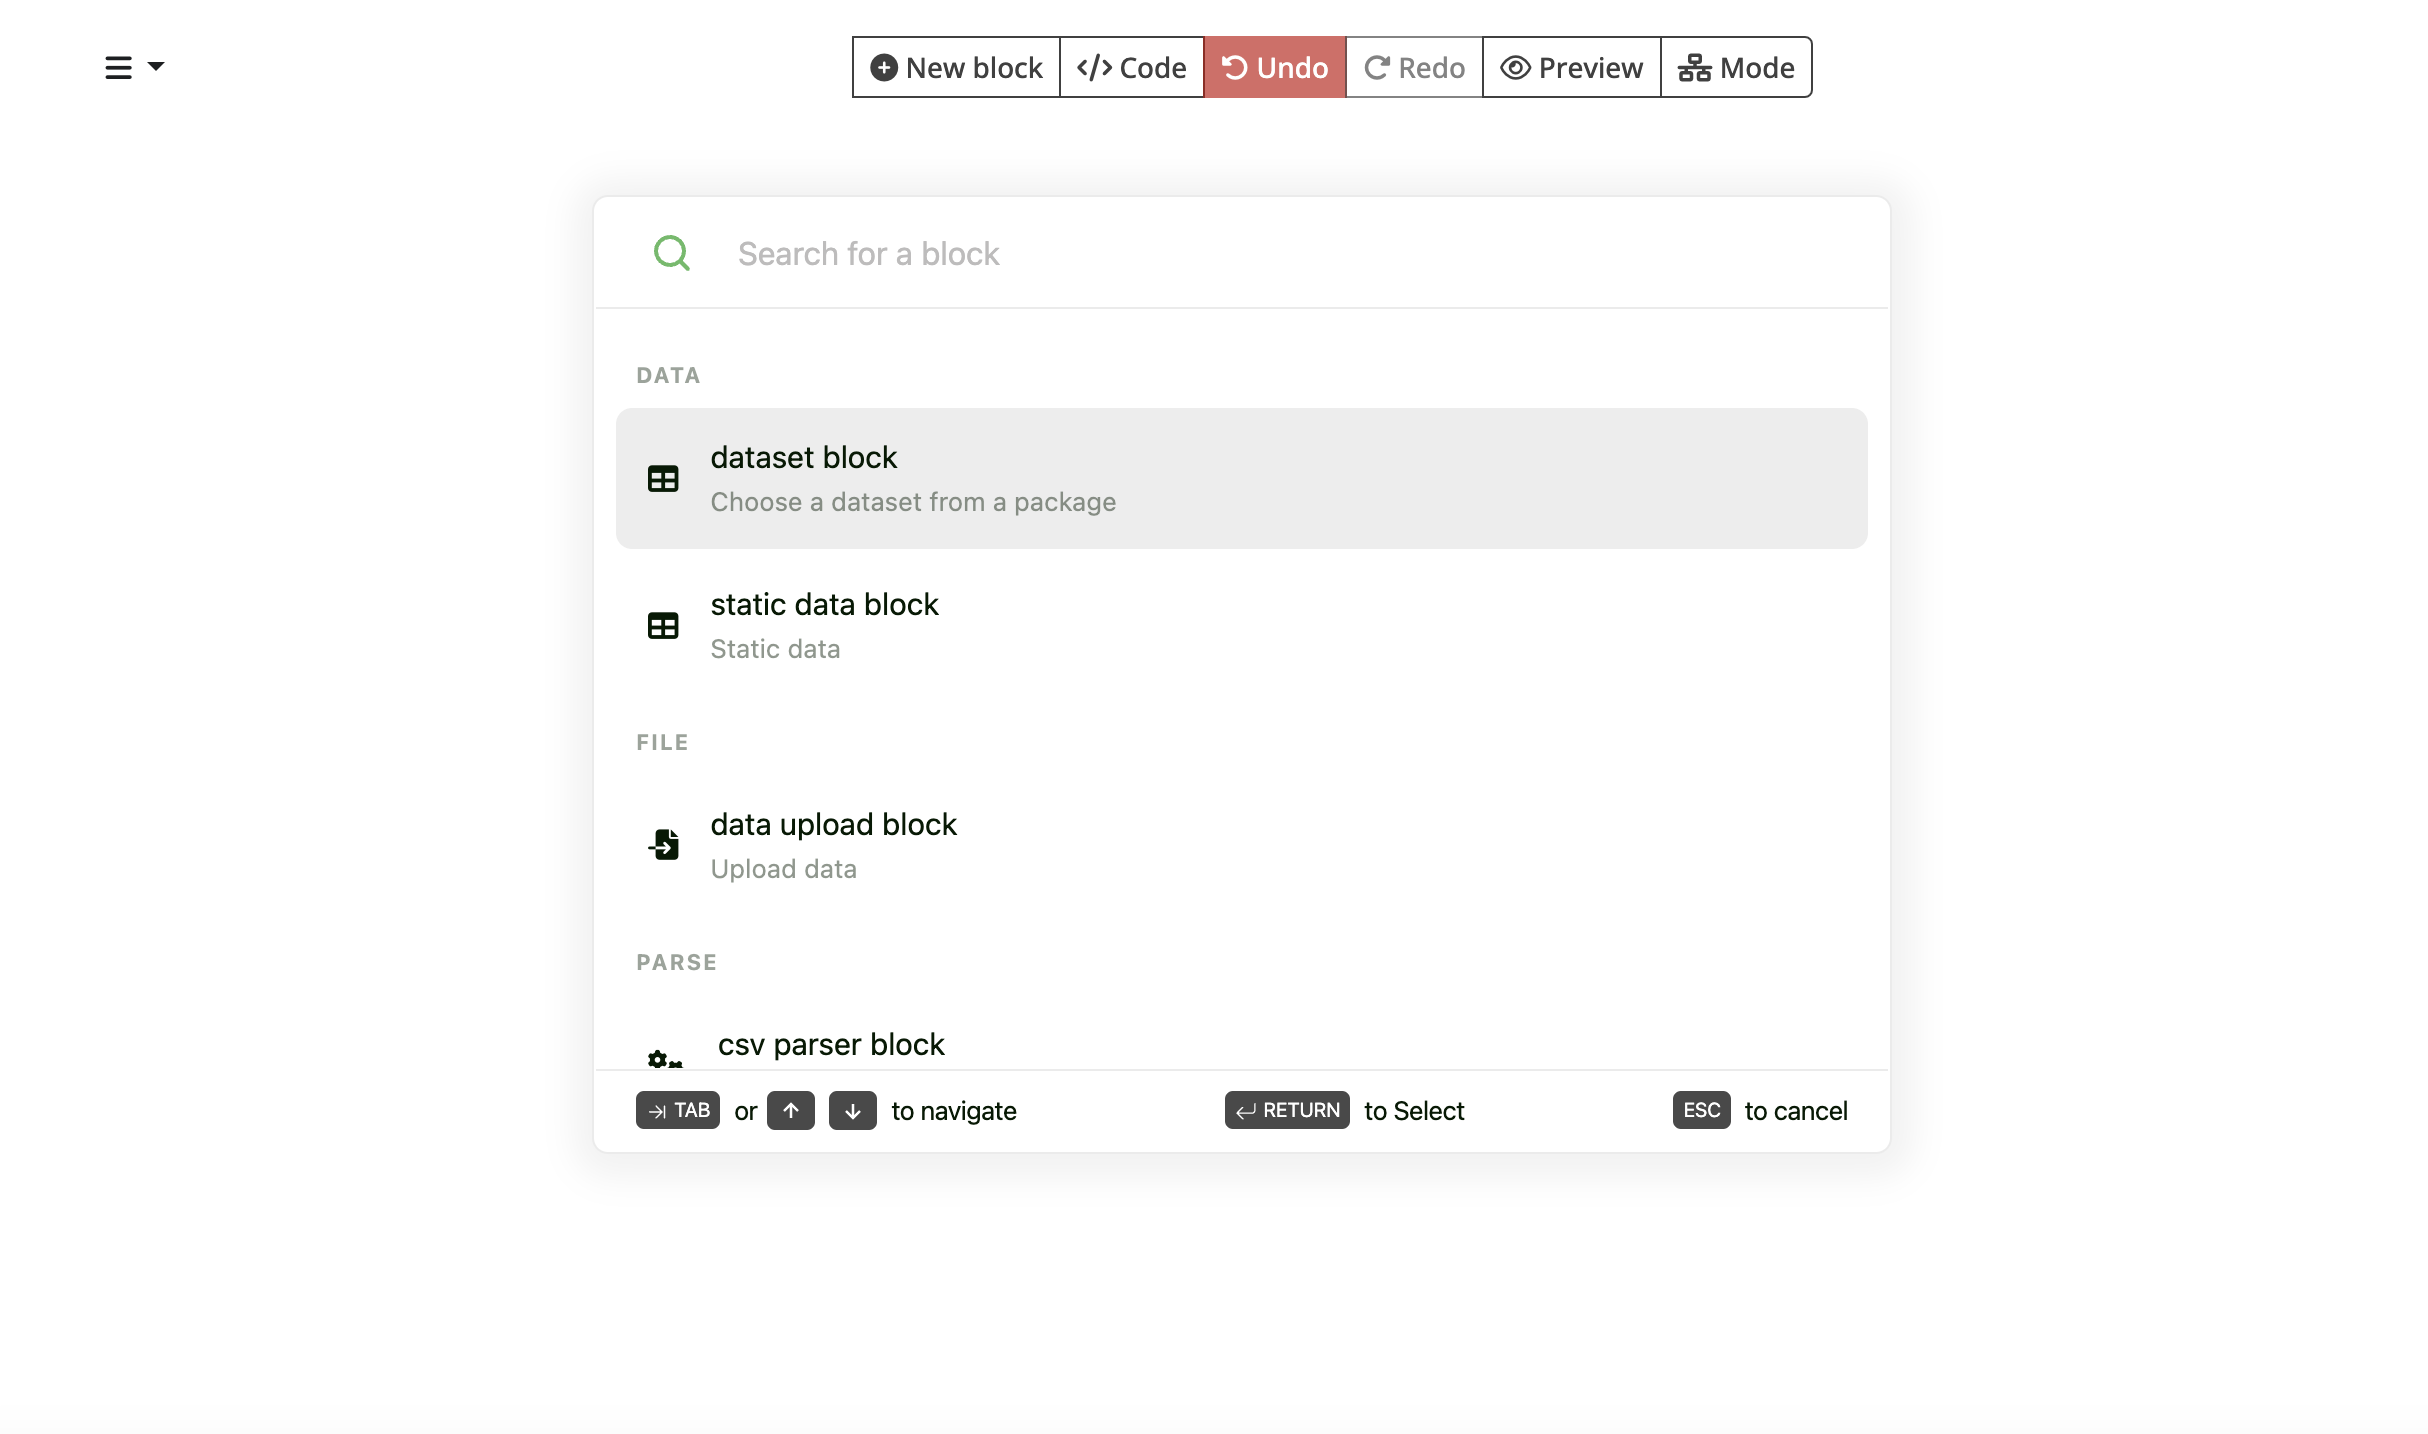 New block </> Code Undo Redo Preview Mode
Search for a block
DATA
dataset block
Choose a dataset from a package
static data block
Static data
FILE
data upload block
Upload data
PARSE
csv parser block
TAB or ↑ ↓ to navigate RETURN to Select ESC to cancel